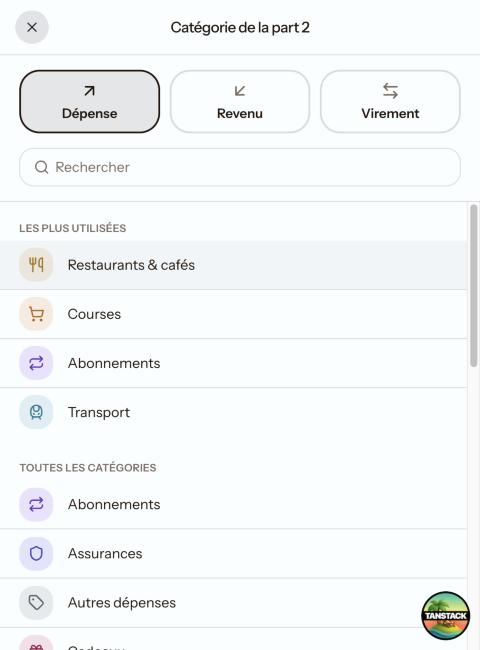 Catégorie de la part 2
Dépense
Revenu
Virement
Rechercher
LES PLUS UTILISÉES
Restaurants & cafés
Courses
Abonnements
Transport
TOUTES LES CATÉGORIES
Abonnements
Assurances
Autres dépenses
TANSTACK
Cadeaux